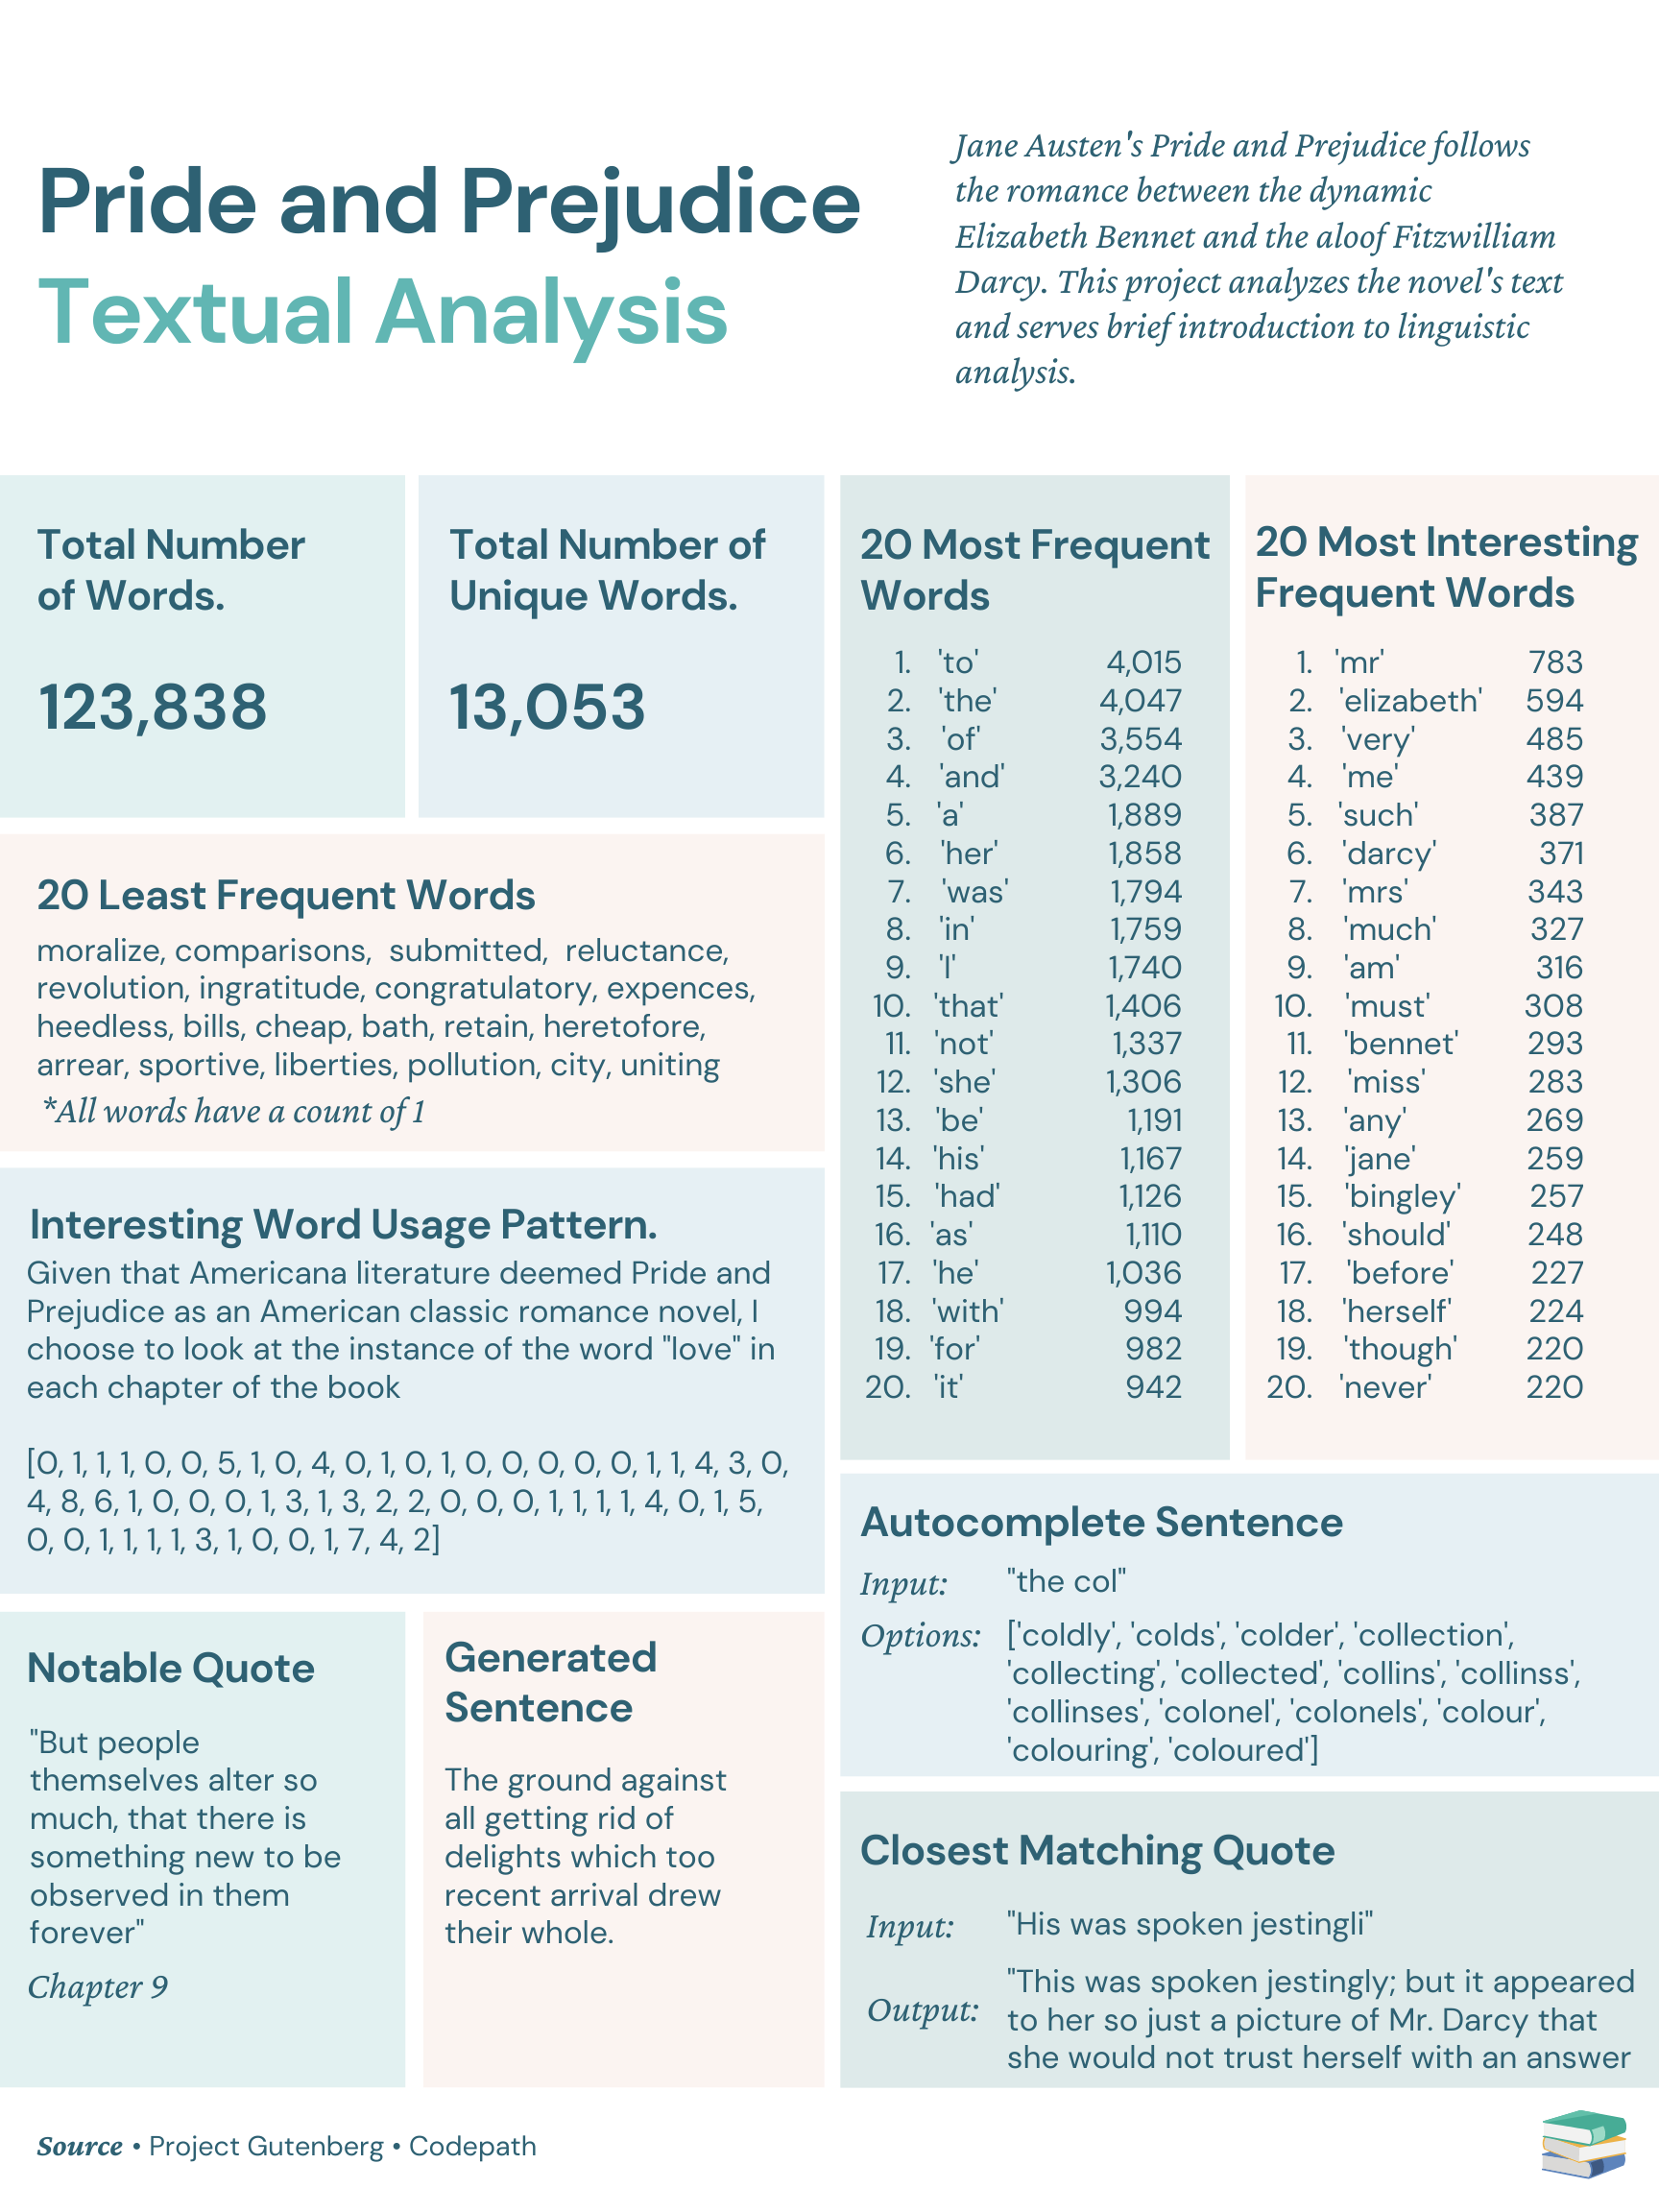 Pride and Prejudice
Textual Analysis
Jane Austen's Pride and Prejudice follows
the romance between the dynamic
Elizabeth Bennet and the aloof Fitzwilliam
Darcy. This project analyzes the novel's text
and serves brief introduction to linguistic
analysis.
Total Number
of Words.
123,838
Total Number of
Unique Words.
13,053
20 Least Frequent Words
moralize, comparisons, submitted, reluctance,
revolution, ingratitude, congratulatory, expences,
heedless, bills, cheap, bath, retain, heretofore,
arrear, sportive, liberties, pollution, city, uniting
*All words have a count of 1
Interesting Word Usage Pattern.
Given that Americana literature deemed Pride and
Prejudice as an American classic romance novel, I
choose to look at the instance of the word "love" in
each chapter of the book
[0, 1, 1, 1, 0, 0, 5, 1, 0, 4, 0, 1, 0, 1, 0, 0, 0, 0, 0, 1, 1, 4, 3, 0,
4, 8, 6, 1, 0, 0, 0, 1, 3, 1, 3, 2, 2, 0, 0, 0, 1, 1, 1, 1, 4, 0, 1, 5,
0, 0, 1, 1, 1, 1, 3, 1, 0, 0, 1, 7, 4, 2]
Notable Quote
"But people
themselves alter so
much, that there is
something new to be
observed in them
forever"
Chapter 9
Generated
Sentence
The ground against
all getting rid of
delights which too
recent arrival drew
their whole.
20 Most Frequent
Words
1. 'to' 4,015
2. 'the' 4,047
3. 'of' 3,554
4. 'and' 3,240
5. 'a' 1,889
6. 'her' 1,858
7. 'was' 1,794
8. 'in' 1,759
9. 'I' 1,740
10. 'that' 1,406
11. 'not' 1,337
12. 'she' 1,306
13. 'be' 1,191
14. 'his' 1,167
15. 'had' 1,126
16. 'as' 1,110
17. 'he' 1,036
18. 'with' 994
19. 'for' 982
20. 'it' 942
20 Most Interesting
Frequent Words
1. 'mr' 783
2. 'elizabeth' 594
3. 'very' 485
4. 'me' 439
5. 'such' 387
6. 'darcy' 371
7. 'mrs' 343
8. 'much' 327
9. 'am' 316
10. 'must' 308
11. 'bennet' 293
12. 'miss' 283
13. 'any' 269
14. 'jane' 259
15. 'bingley' 257
16. 'should' 248
17. 'before' 227
18. 'herself' 224
19. 'though' 220
20. 'never' 220
Autocomplete Sentence
Input: "the col"
Options: ['coldly', 'colds', 'colder', 'collection',
'collecting', 'collected', 'collins', 'collinss',
'collinses', 'colonel', 'colonels', 'colour',
'colouring', 'coloured']
Closest Matching Quote
Input: "His was spoken jestingli"
Output: "This was spoken jestingly; but it appeared
to her so just a picture of Mr. Darcy that
she would not trust herself with an answer
Source • Project Gutenberg • Codepath